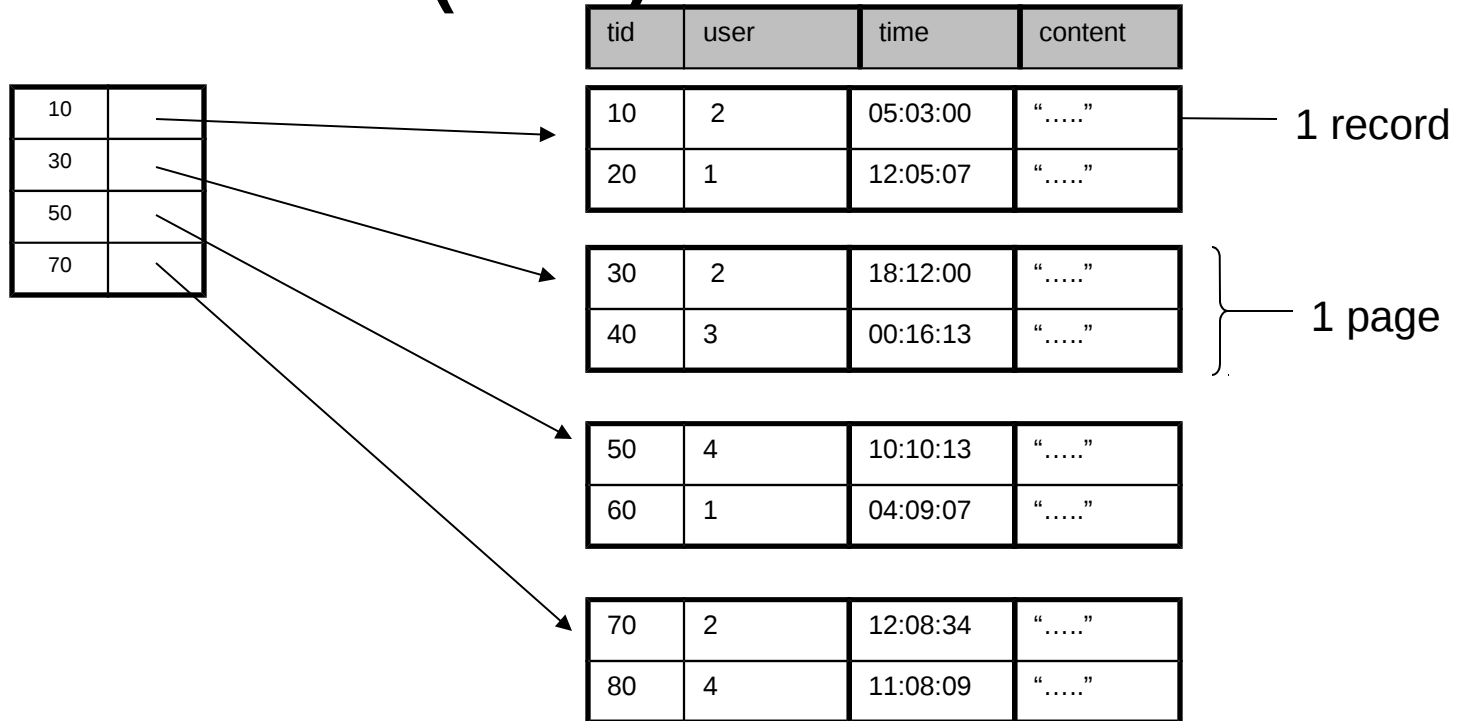 tid user time content
10
30
50
70
10 2 05:03:00 “…..”
20 1 12:05:07 “…..”
30 2 18:12:00 “…..”
40 3 00:16:13 “…..”
50 4 10:10:13 “…..”
60 1 04:09:07 “…..”
70 2 12:08:34 “…..”
80 4 11:08:09 “…..”
1 record
1 page